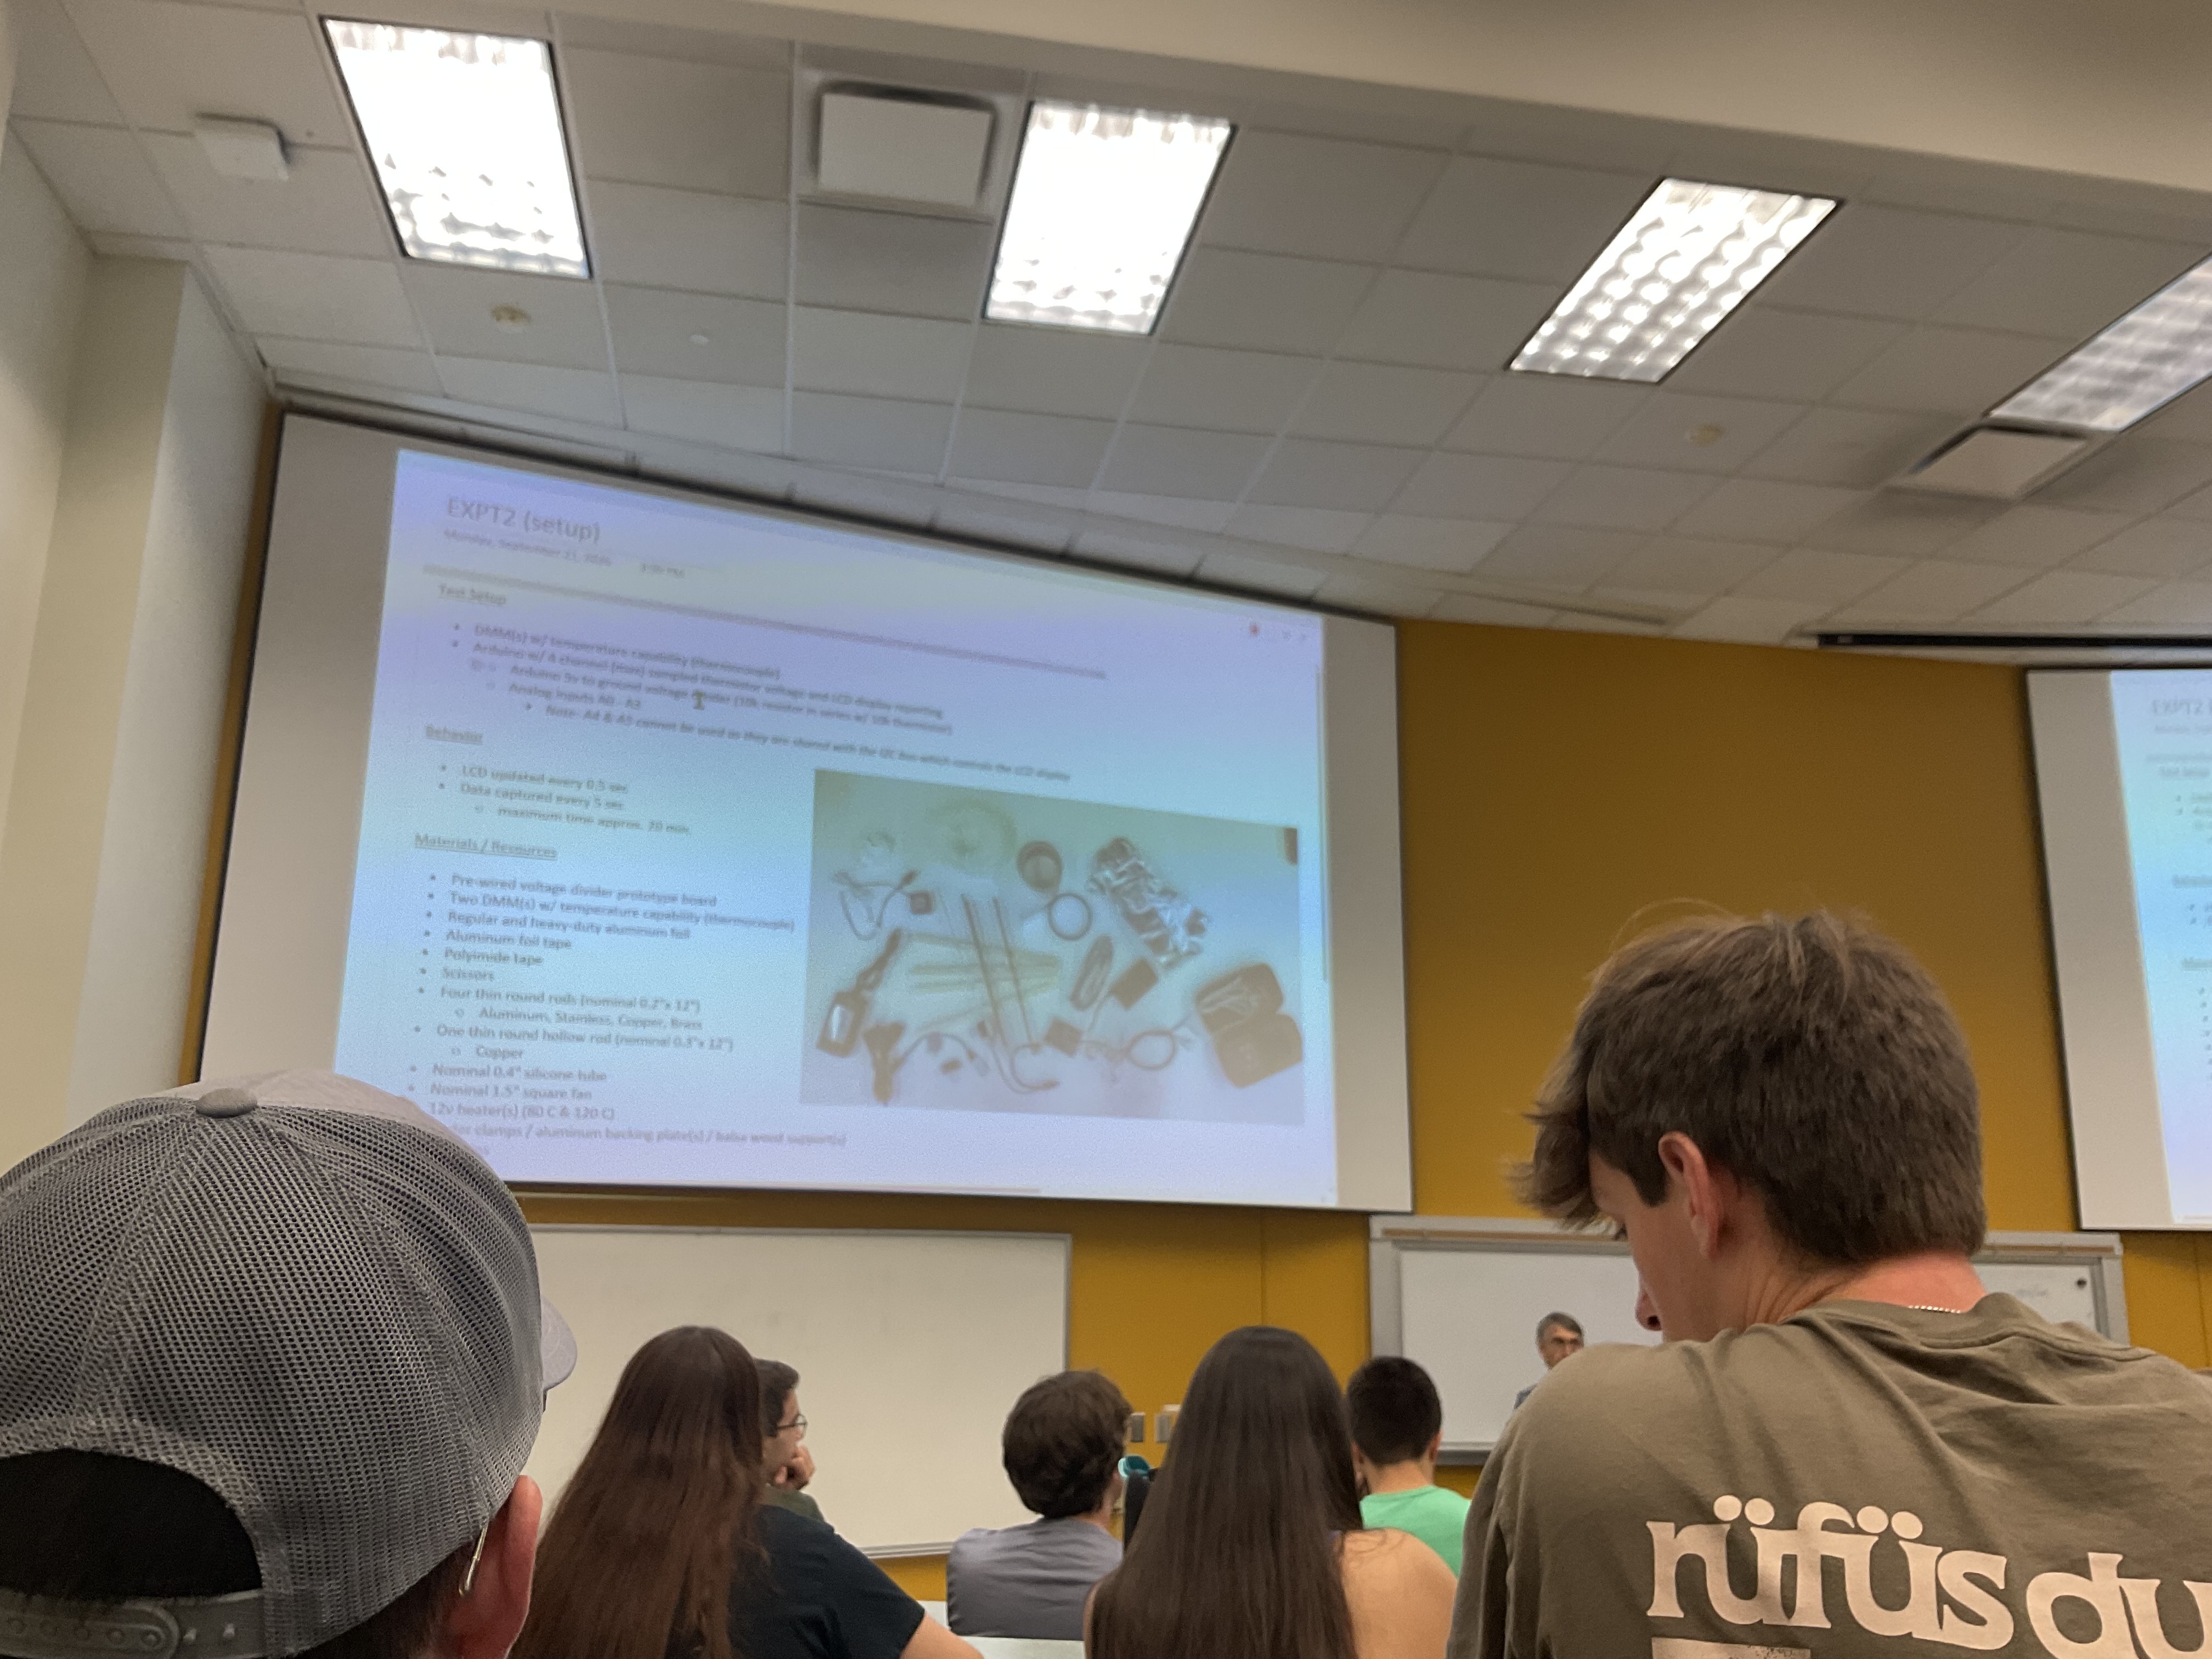 EXPT2 (setup)
Monday, September 21, 3:00 PM
Test Setup
• DMM(s) w/ temperature capability (thermocouple)
• Arduino w/ 4 channel (max) sampled thermistor voltage and LCD display reporting
○ Arduino 5v to ground voltage divider (10k resistor in series w/ 10k thermistor)
○ Analog inputs A0 - A3
• Note- A4 & A5 cannot be used as they are shared with the I2C bus which controls the LCD display
Behavior
• LCD updated every 0.5 sec
• Data captured every 5 sec
○ maximum time approx. 20 min.
Materials / Resources
• Pre-wired voltage divider prototype board
• Two DMM(s) w/ temperature capability (thermocouple)
• Regular and heavy-duty aluminum foil
• Aluminum foil tape
• Polyimide tape
• Scissors
• Four thin round rods (nominal 0.2"x 12")
○ Aluminum, Stainless, Copper, Brass
• One thin round hollow rod (nominal 0.3"x 12")
○ Copper
• Nominal 0.4" silicone tube
• Nominal 1.5" square fan
12v heater(s) (80 C & 120 C)
clamps / aluminum backing plate(s) / balsa wood support(s)
EXPT2
rüfüs du